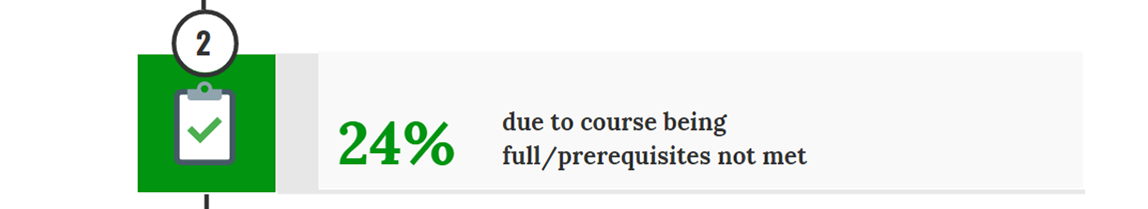 2
24%
due to course being
full/prerequisites not met